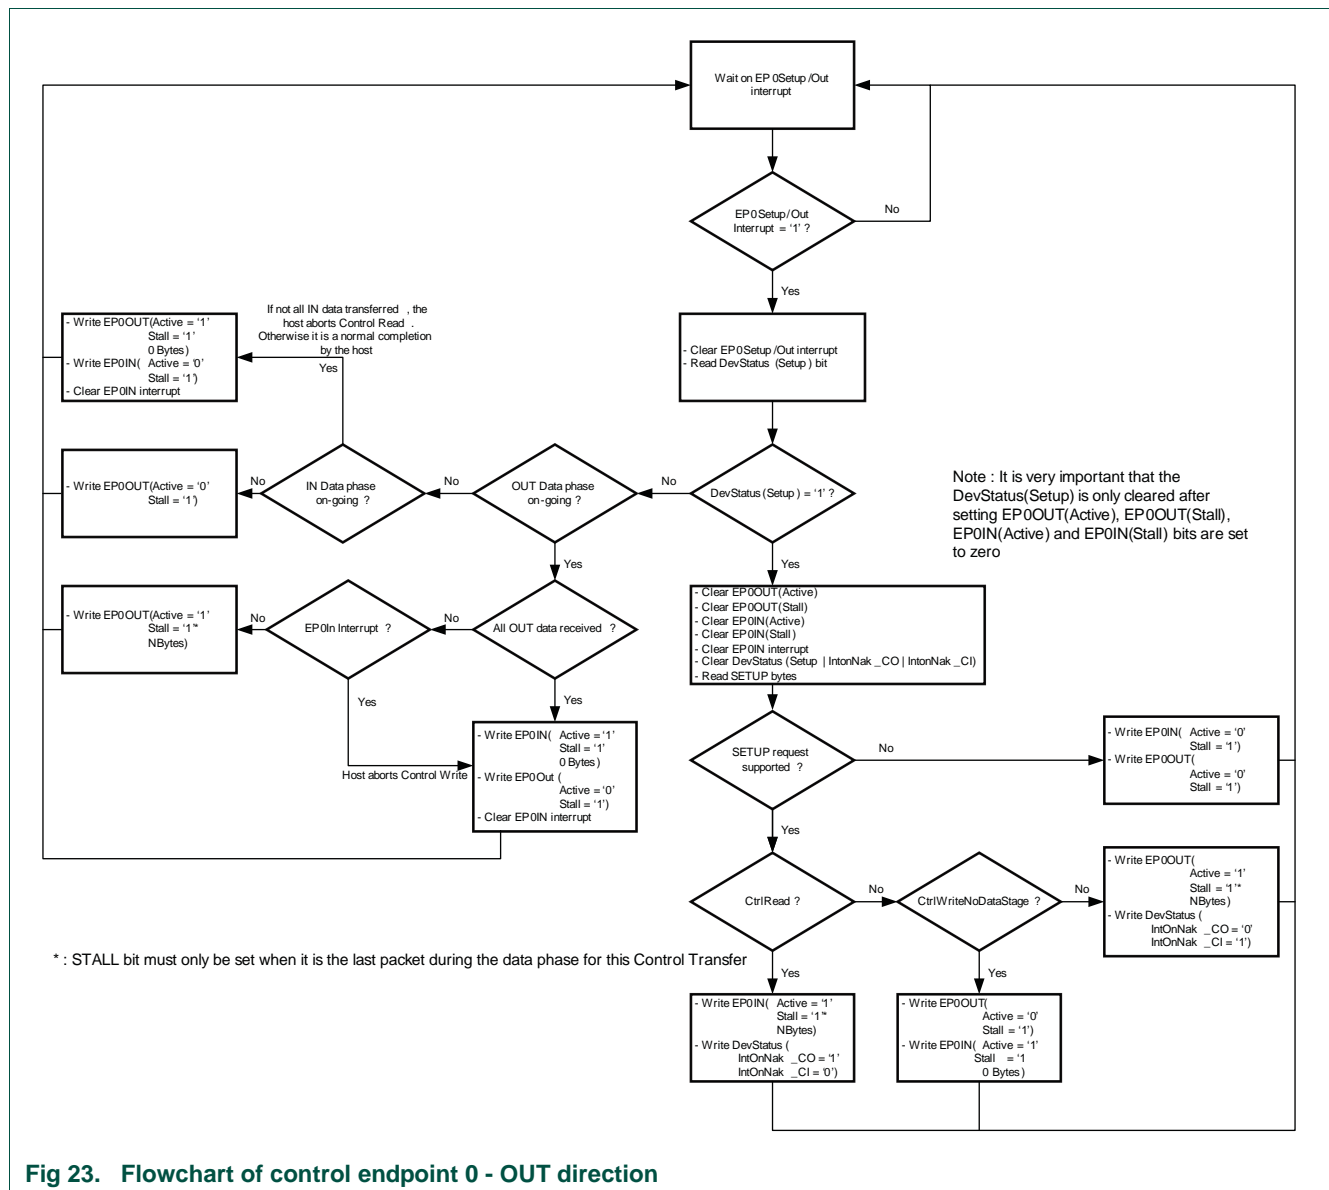 Wait on EP0Setup/Out
interrupt
EP0Setup/Out
Interrupt = '1' ?
No
Yes
- Clear EP0Setup/Out interrupt
- Read DevStatus (Setup) bit
If not all IN data transferred , the
host aborts Control Read .
Otherwise it is a normal completion
by the host
Yes
- Write EP0OUT(Active = '1'
Stall = '1'
0 Bytes)
- Write EP0IN( Active = '0'
Stall = '1')
- Clear EP0IN interrupt
- Write EP0OUT(Active = '0'
Stall = '1')
No
IN Data phase
on-going ?
No
OUT Data phase
on-going ?
No
DevStatus(Setup) = '1' ?
Note : It is very important that the
DevStatus(Setup) is only cleared after
setting EP0OUT(Active), EP0OUT(Stall),
EP0IN(Active) and EP0IN(Stall) bits are set
to zero
Yes
Yes
- Write EP0OUT(Active = '1'
Stall = '1'*
NBytes)
No
EP0In Interrupt ?
No
All OUT data received ?
- Clear EP0OUT(Active)
- Clear EP0OUT(Stall)
- Clear EP0IN(Active)
- Clear EP0IN(Stall)
- Clear EP0IN interrupt
- Clear DevStatus(Setup | IntonNak _CO | IntonNak _CI)
- Read SETUP bytes
Yes
Yes
Host aborts Control Write
- Write EP0IN( Active = '1'
Stall = '1'
0 Bytes)
- Write EP0Out (
Active = '0'
Stall = '1')
- Clear EP0IN interrupt
SETUP request
supported ?
No
- Write EP0IN( Active = '0'
Stall = '1')
- Write EP0OUT(
Active = '0'
Stall = '1')
Yes
CtrlRead ?
No
CtrlWriteNoDataStage ?
No
- Write EP0OUT(
Active = '1'
Stall = '1'*
NBytes)
- Write DevStatus (
IntOnNak _CO = '0'
IntOnNak _CI = '1')
* : STALL bit must only be set when it is the last packet during the data phase for this Control Transfer
Yes
Yes
- Write EP0IN( Active = '1'
Stall = '1'*
NBytes)
- Write DevStatus (
IntOnNak _CO = '1'
IntOnNak _CI = '0')
- Write EP0OUT(
Active = '0'
Stall = '1')
- Write EP0IN( Active = '1'
Stall = '1
0 Bytes)
Fig 23. Flowchart of control endpoint 0 - OUT direction